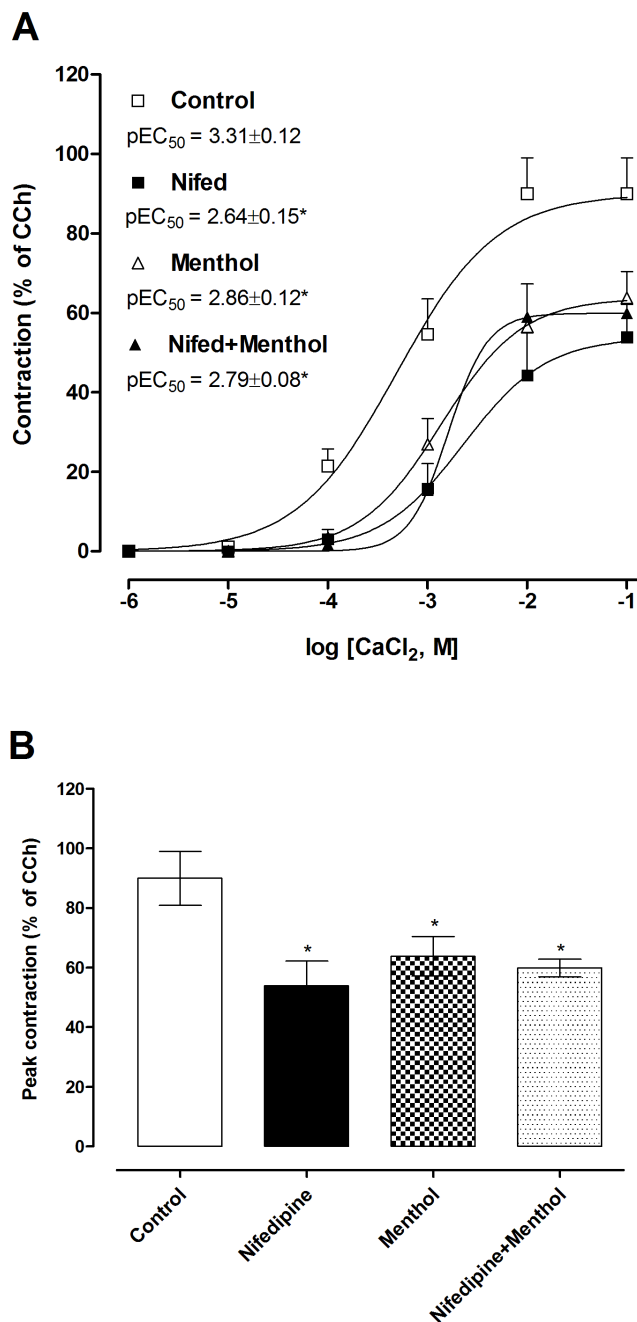 A
120
100
80
60
40
20
0
Contraction (% of CCh)
Control
pEC50 = 3.31±0.12
Nifed
pEC50 = 2.64±0.15*
Menthol
pEC50 = 2.86±0.12*
Nifed+Menthol
pEC50 = 2.79±0.08*
-6 -5 -4 -3 -2 -1
log [CaCl2, M]
B
120
100
80
60
40
20
0
Peak contraction (% of CCh)
* * *
Control
Nifedipine
Menthol
Nifedipine+Menthol